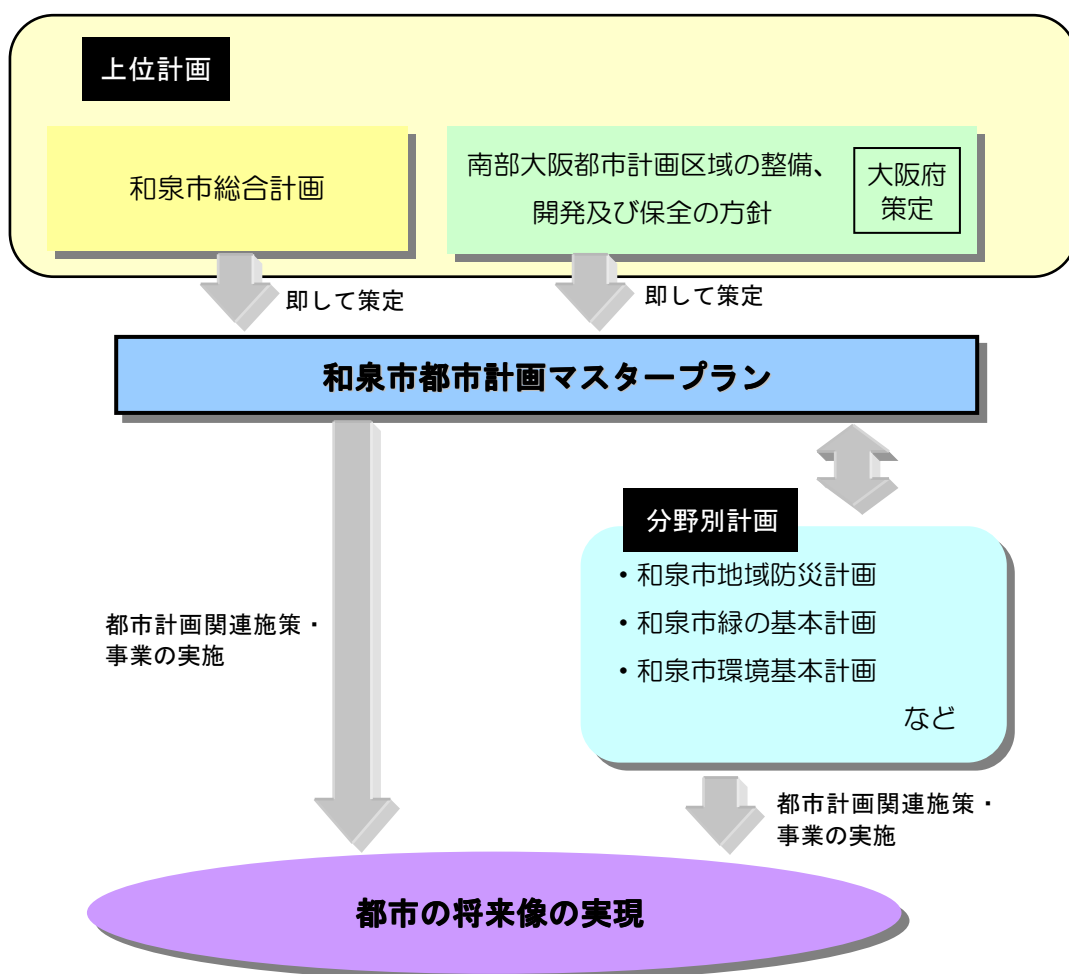 上位計画
和泉市総合計画
南部大阪都市計画区域の整備、
開発及び保全の方針
大阪府
策定
即して策定
即して策定
和泉市都市計画マスタープラン
分野別計画
・和泉市地域防災計画
・和泉市緑の基本計画
・和泉市環境基本計画
など
都市計画関連施策・
事業の実施
都市計画関連施策・
事業の実施
都市の将来像の実現